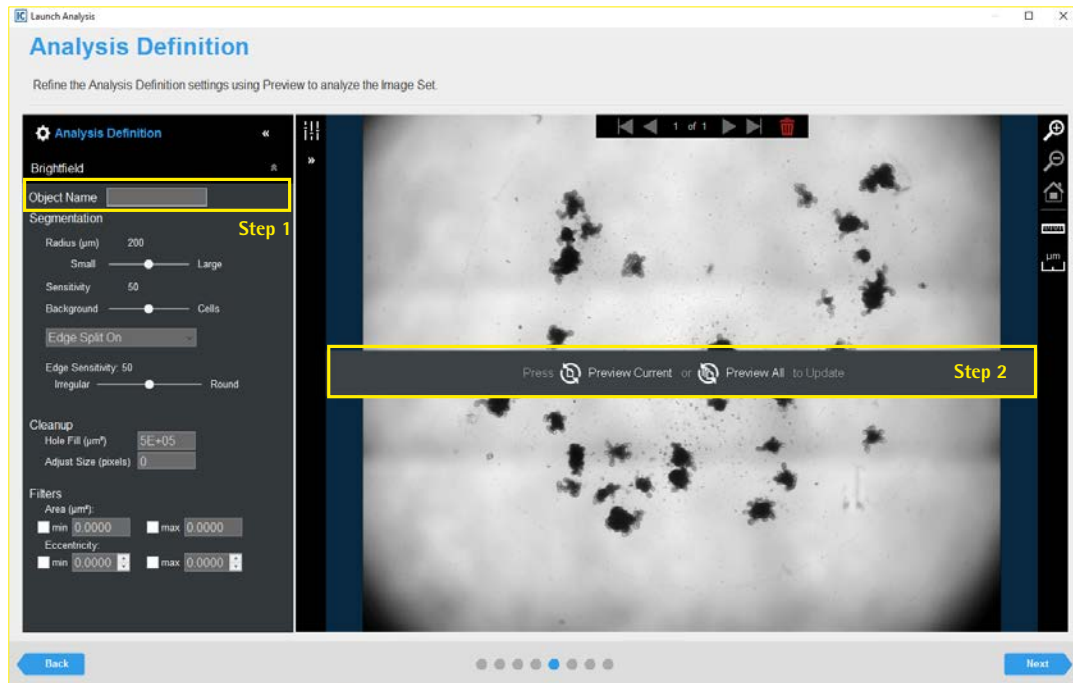 IC Launch Analysis
Analysis Definition
Refine the Analysis Definition settings using Preview to analyze the Image Set.
Analysis Definition
1 of 1
Brightfield
Object Name
Step 1
Segmentation
Radius (µm) 200
Small Large
Sensitivity 50
Background Cells
Edge Split On
Edge Sensitivity: 50
Irregular Round
Cleanup
Hole Fill (µm²) 5E+05
Adjust Size (pixels) 0
Filters
Area (µm²):
min 0.0000 max 0.0000
Eccentricity:
min 0.0000 max 0.0000
µm
Press Preview Current or Preview All to Update
Step 2
Back
Next